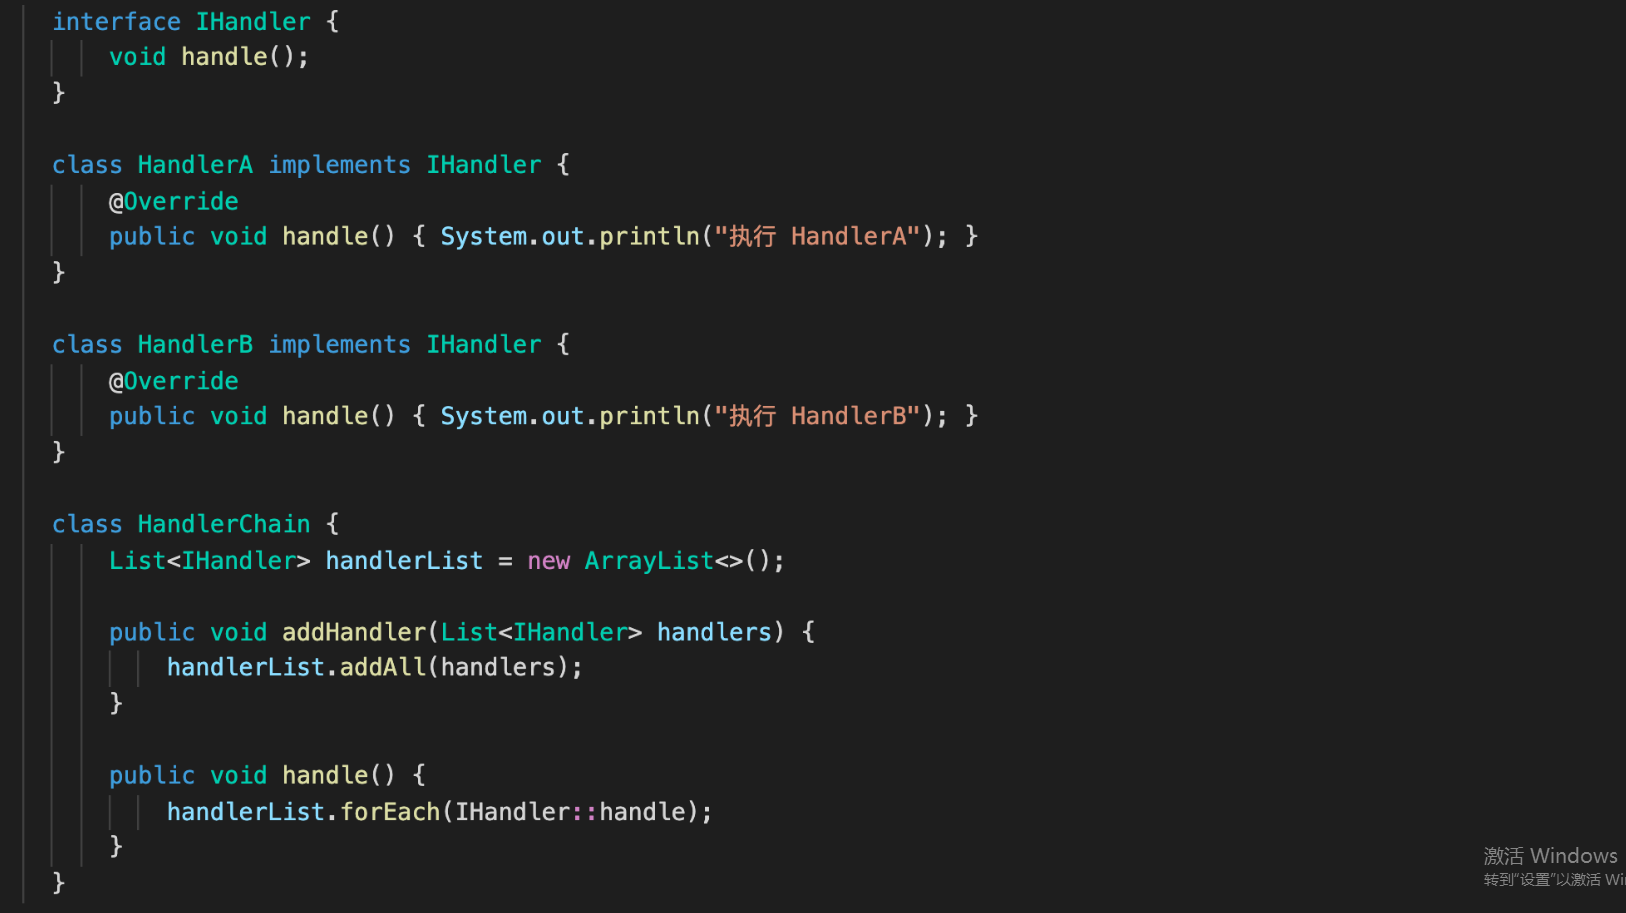 interface IHandler {
    void handle();
}

class HandlerA implements IHandler {
    @Override
    public void handle() { System.out.println("执行 HandlerA"); }
}

class HandlerB implements IHandler {
    @Override
    public void handle() { System.out.println("执行 HandlerB"); }
}

class HandlerChain {
    List<IHandler> handlerList = new ArrayList<>();

    public void addHandler(List<IHandler> handlers) {
        handlerList.addAll(handlers);
    }

    public void handle() {
        handlerList.forEach(IHandler::handle);
    }
}
激活 Windows
转到"设置"以激活 Wi